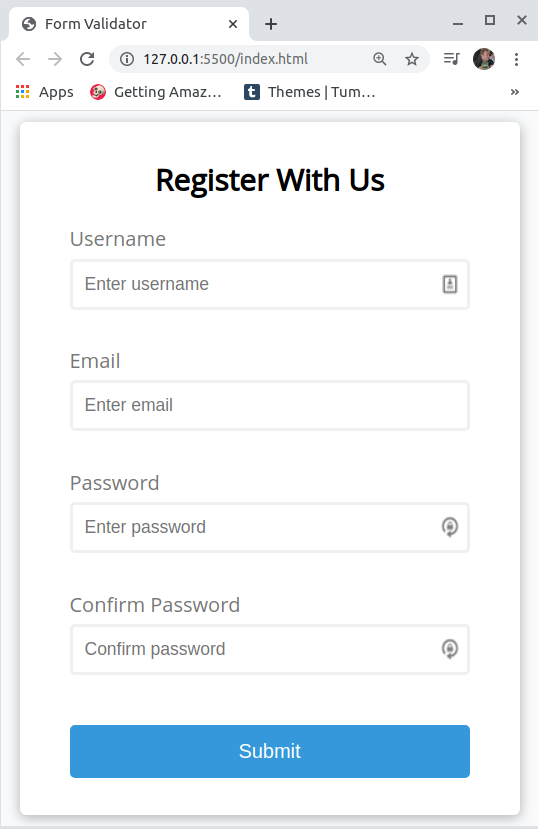 Form Validator
127.0.0.1:5500/index.html
Apps Getting Amaz... t Themes | Tum... »
Register With Us
Username
Enter username
Email
Enter email
Password
Enter password
Confirm Password
Confirm password
Submit